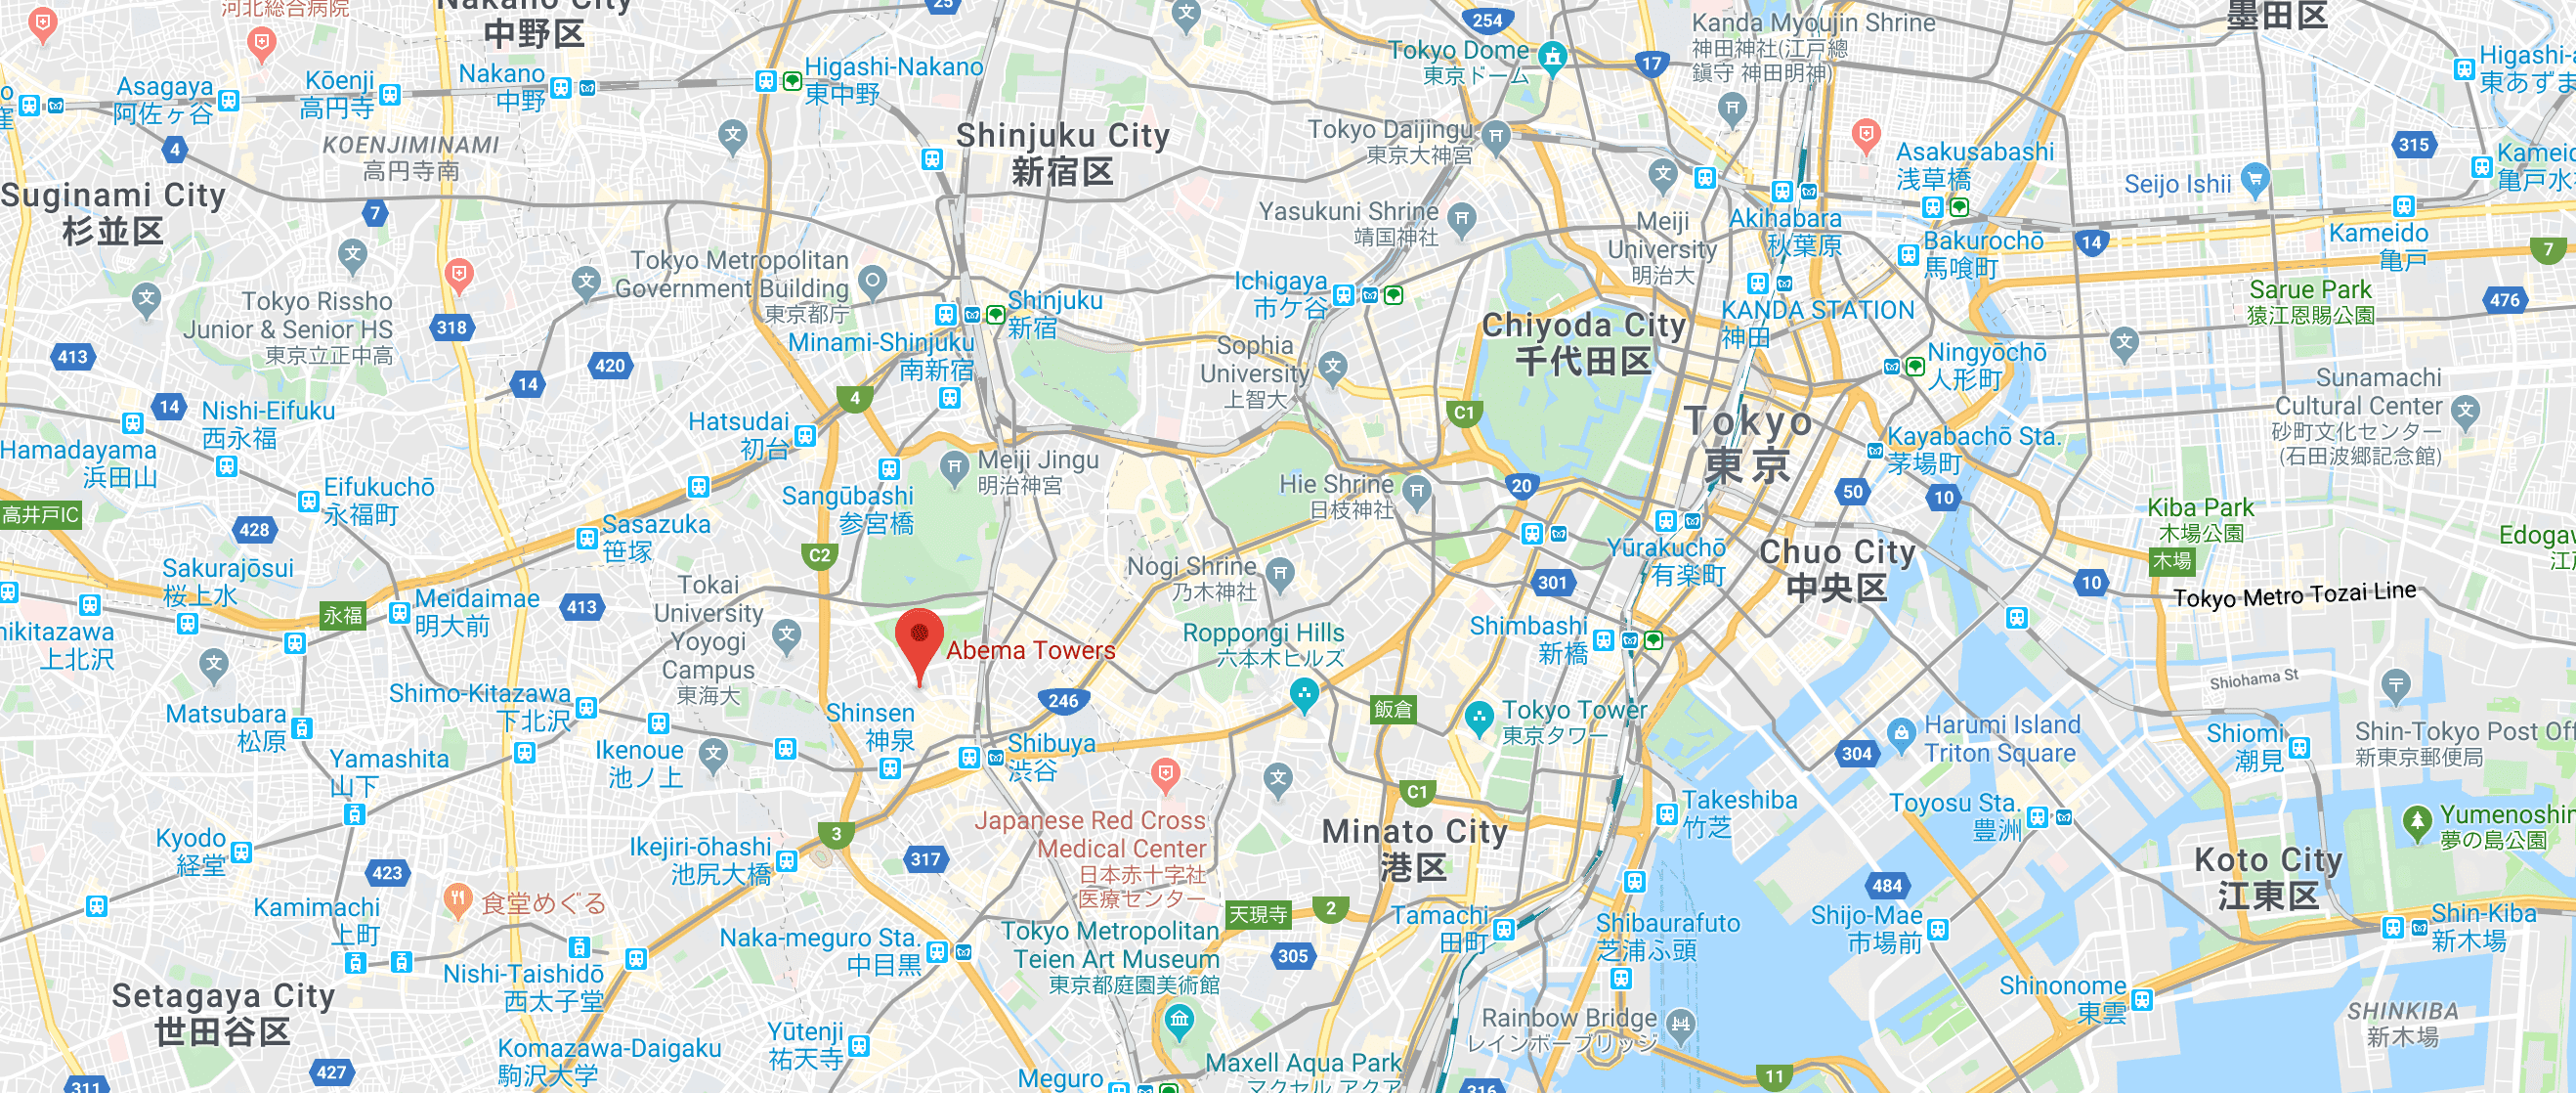 Nakano City
中野区
河北総合病院
25
254
Tokyo Dome
東京ドーム
17
Kanda Myoujin Shrine
神田神社(江戸總
鎮守 神田明神)
墨田区
Asagaya
阿佐ヶ谷
Kōenji
高円寺
Nakano
中野
Higashi-Nakano
東中野
KOENJIMINAMI
高円寺南
4
Shinjuku City
新宿区
Tokyo Daijingu
東京大神宮
Asakusabashi
浅草橋
315
Suginami City
杉並区
7
Seijo Ishii
Yasukuni Shrine
靖国神社
Meiji
University
明治大
Akihabara
秋葉原
Bakurochō
馬喰町
14
Kameido
亀戸
7
Tokyo Metropolitan
Government Building
東京都庁
Tokyo Rissho
Junior & Senior HS
東京立正中高
318
Shinjuku
新宿
Ichigaya
市ケ谷
KANDA STATION
神田
Sarue Park
猿江恩賜公園
476
413
420
14
14
Minami-Shinjuku
南新宿
4
Sophia
University
上智大
Chiyoda City
千代田区
C1
Ningyōchō
人形町
Sunamachi
Cultural Center
砂町文化センター
(石田波郷記念館)
Nishi-Eifuku
西永福
Hamadayama
浜田山
Hatsudai
初台
Tokyo
東京
Kayabachō Sta.
茅場町
Meiji Jingu
明治神宮
Hie Shrine
日枝神社
20
50
10
Eifukuchō
永福町
高井戸IC
428
Sangūbashi
参宮橋
Sasazuka
笹塚
C2
Kiba Park
木場公園
木場
Yūrakuchō
有楽町
Chuo City
中央区
301
10
Tokyo Metro Tozai Line
Sakurajōsui
桜上水
Nogi Shrine
乃木神社
Tokai
University
Yoyogi
Campus
東海大
永福
Meidaimae
明大前
413
上北沢
Abema Towers
Roppongi Hills
六本木ヒルズ
Shimbashi
新橋
Shiohama St
Shimo-Kitazawa
下北沢
246
飯倉
Tokyo Tower
東京タワー
Matsubara
松原
Shinsen
神泉
Ikenoue
池ノ上
Shibuya
渋谷
304
Harumi Island
Triton Square
Shiomi
潮見
新東京郵便局
Yamashita
山下
C1
Takeshiba
竹芝
Toyosu Sta.
豊洲
夢の島公園
Kyodo
経堂
Ikejiri-ōhashi
池尻大橋
3
317
Japanese Red Cross
Medical Center
日本赤十字社
医療センター
Minato City
港区
Koto City
江東区
423
食堂めぐる
484
Kamimachi
上町
天現寺
2
Tamachi
田町
Shibaurafuto
芝浦ふ頭
Shijo-Mae
市場前
Shin-Kiba
新木場
Naka-meguro Sta.
中目黒
Tokyo Metropolitan
Teien Art Museum
東京都庭園美術館
305
Nishi-Taishidō
西太子堂
Setagaya City
世田谷区
Shinonome
東雲
SHINKIBA
新木場
Rainbow Bridge
レインボーブリッジ
Yūtenji
祐天寺
Komazawa-Daigaku
駒沢大学
427
311
Meguro
Maxell Aqua Park
マクセル アクア
316
11